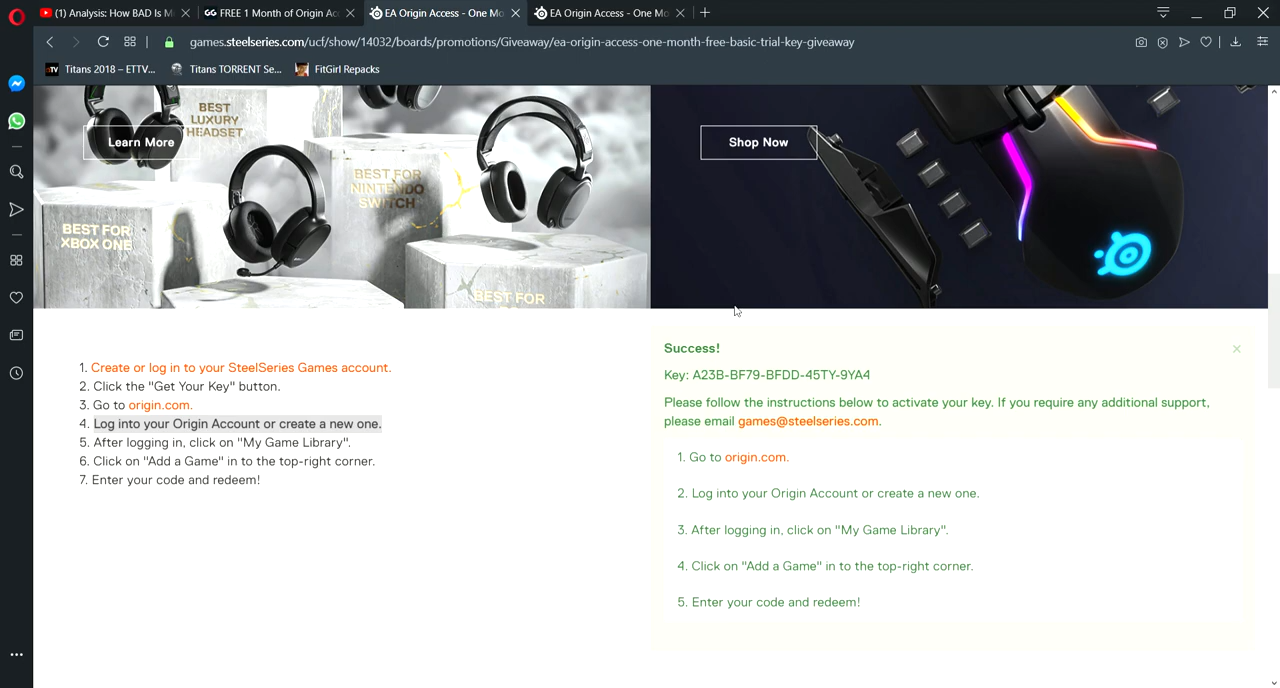 (1) Analysis: How BAD Is M
FREE 1 Month of Origin Ac
EA Origin Access - One Mo
EA Origin Access - One Mo
games.steelseries.com/ucf/show/14032/boards/promotions/Giveaway/ea-origin-access-one-month-free-basic-trial-key-giveaway
Titans 2018 – ETTV...
Titans TORRENT Se...
FitGirl Repacks
BEST LUXURY HEADSET
Learn More
BEST FOR NINTENDO SWITCH
BEST FOR XBOX ONE
BEST FOR
Shop Now
1. Create or log in to your SteelSeries Games account.
2. Click the "Get Your Key" button.
3. Go to origin.com.
4. Log into your Origin Account or create a new one.
5. After logging in, click on "My Game Library".
6. Click on "Add a Game" in to the top-right corner.
7. Enter your code and redeem!
Success!
Key: A23B-BF79-BFDD-45TY-9YA4
Please follow the instructions below to activate your key. If you require any additional support,
please email games@steelseries.com.
1. Go to origin.com.
2. Log into your Origin Account or create a new one.
3. After logging in, click on "My Game Library".
4. Click on "Add a Game" in to the top-right corner.
5. Enter your code and redeem!